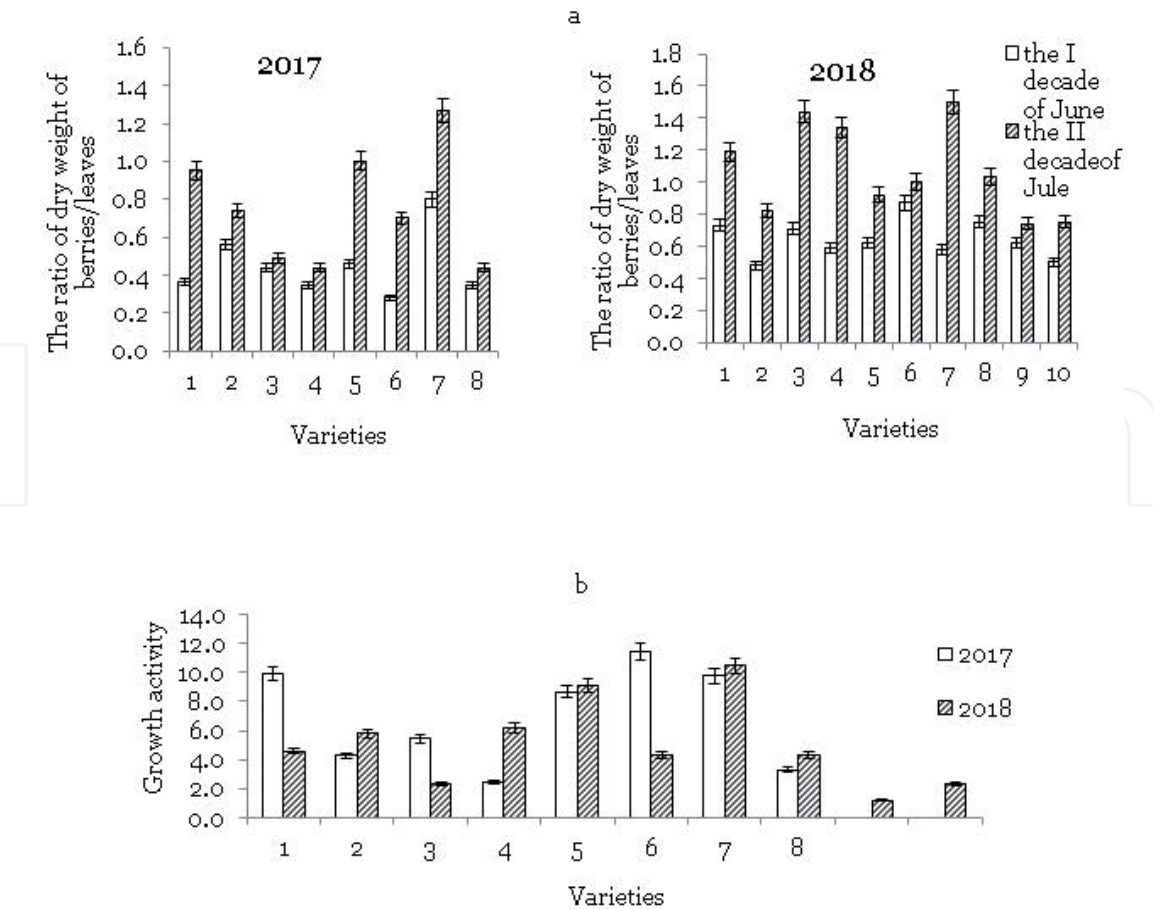 a
2017
The ratio of dry weight of
berries/leaves
1.6
1.4
1.2
1.0
0.8
0.6
0.4
0.2
0.0
1 2 3 4 5 6 7 8
Varieties
2018
The ratio of dry weight of
berries/leaves
1.8
1.6
1.4
1.2
1.0
0.8
0.6
0.4
0.2
0.0
1 2 3 4 5 6 7 8 9 10
Varieties
the I
decade
of June
the II
decadeof
Jule
b
Growth activity
14.0
12.0
10.0
8.0
6.0
4.0
2.0
0.0
1 2 3 4 5 6 7 8
Varieties
2017
2018